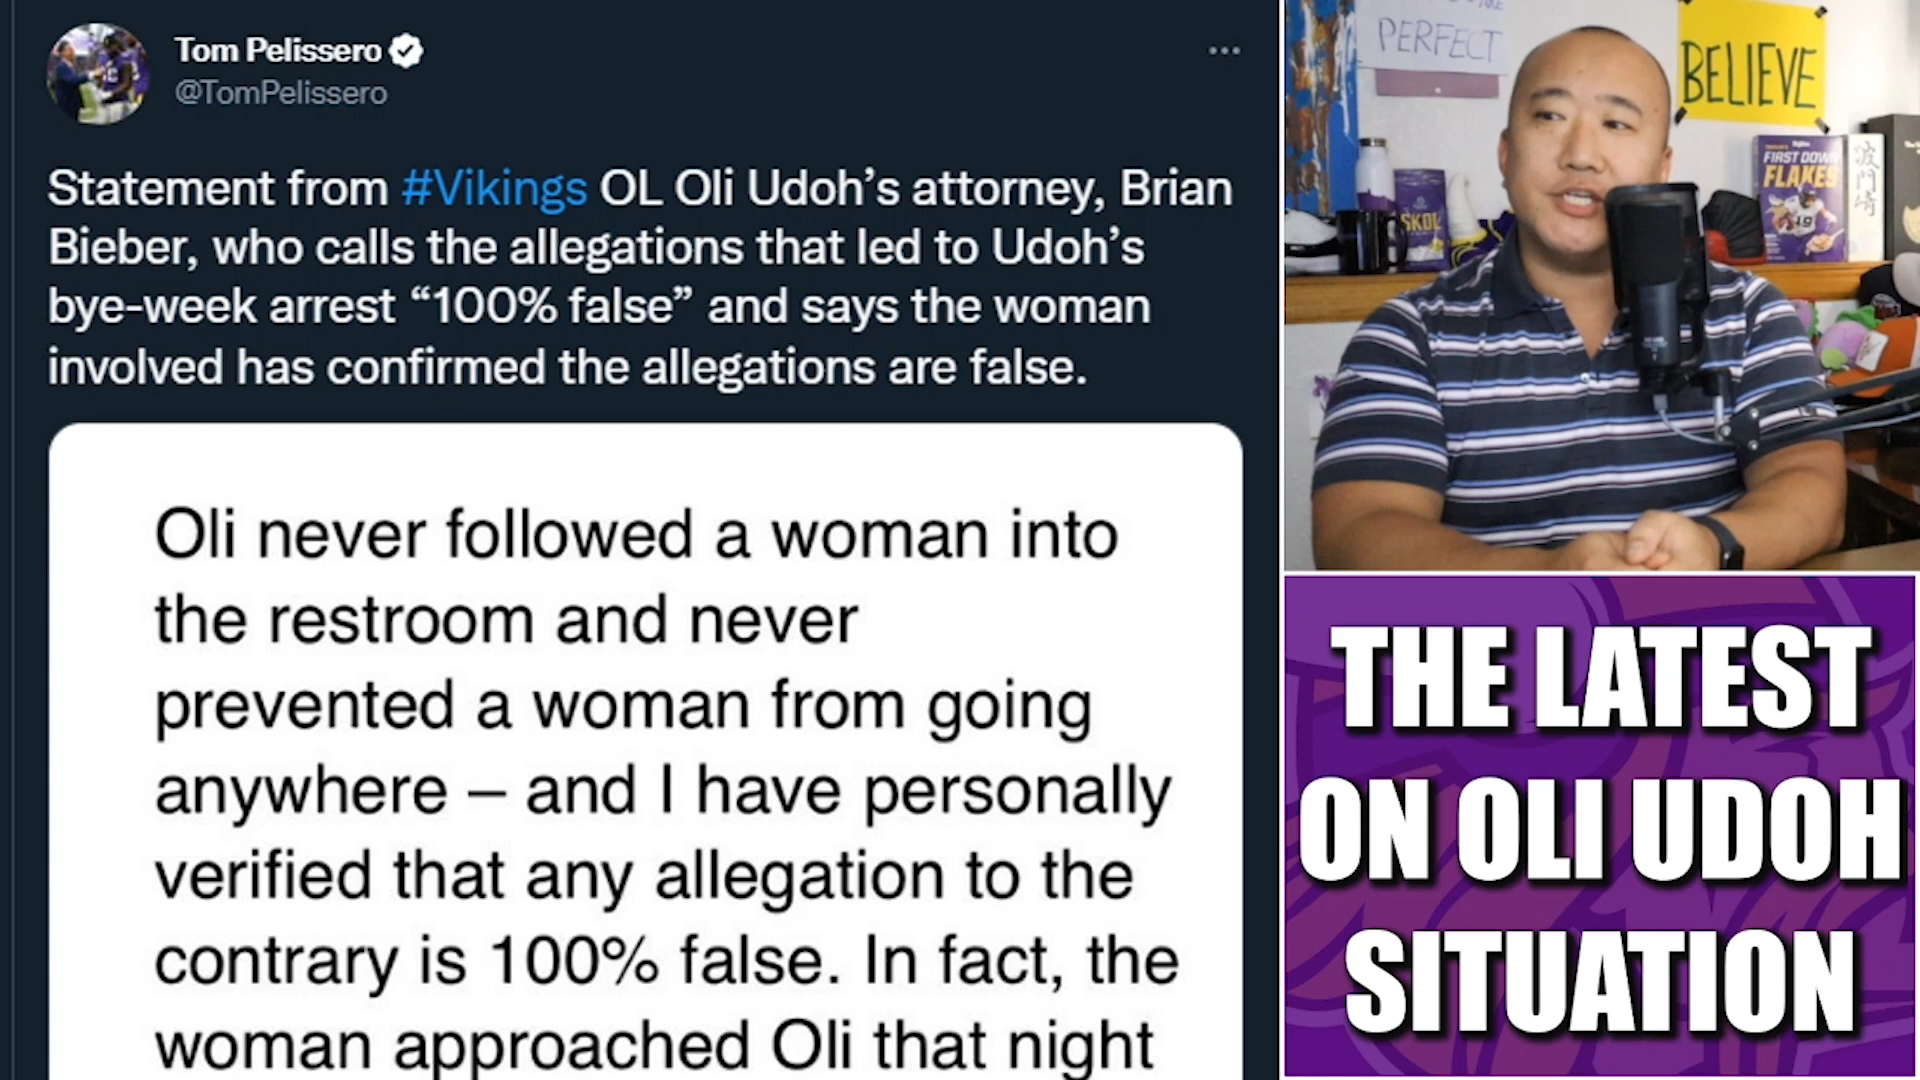 Tom Pelissero
@TomPelissero
Statement from #Vikings OL Oli Udoh’s attorney, Brian
Bieber, who calls the allegations that led to Udoh’s
bye-week arrest “100% false” and says the woman
involved has confirmed the allegations are false.
Oli never followed a woman into
the restroom and never
prevented a woman from going
anywhere – and I have personally
verified that any allegation to the
contrary is 100% false. In fact, the
woman approached Oli that night
PERFECT
BELIEVE
SKOL
FIRST DOWN
FLAKES
19
THE LATEST
ON OLI UDOH
SITUATION